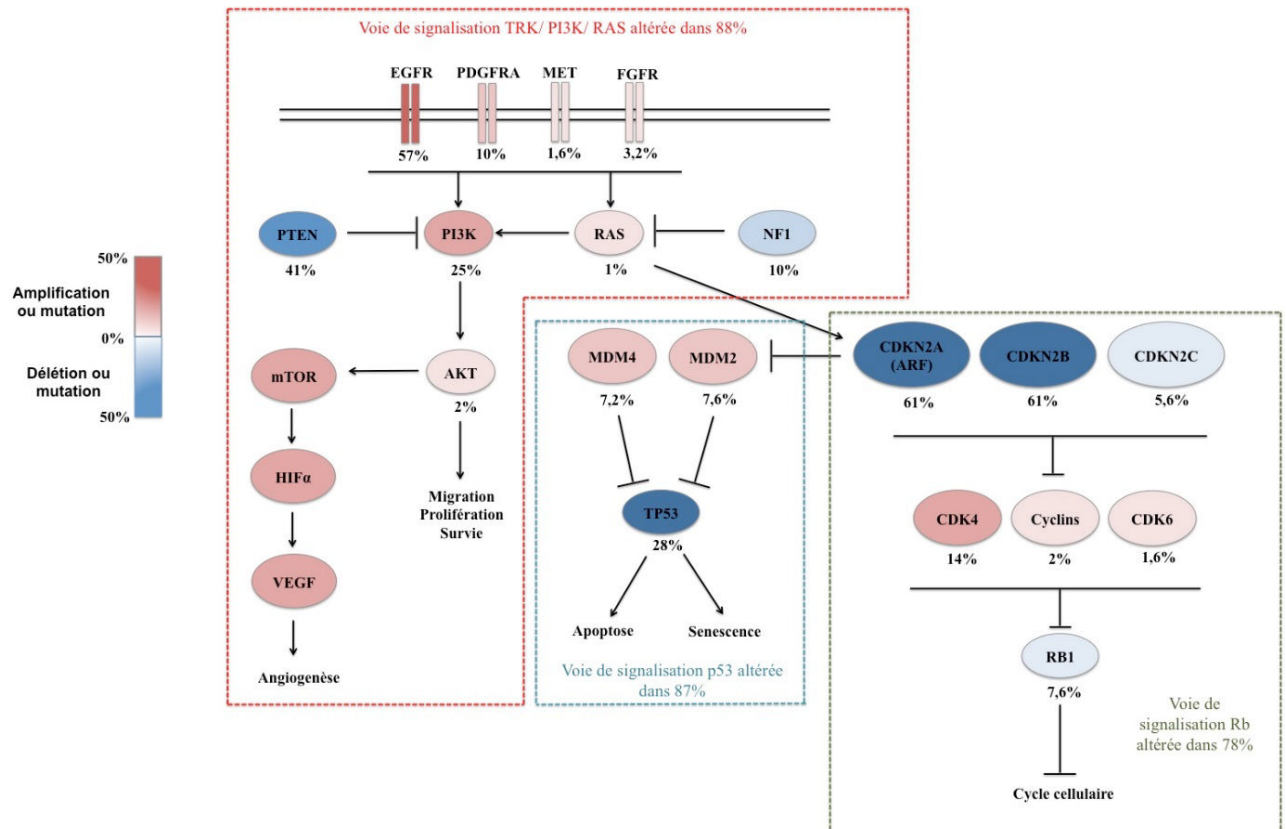 Voie de signalisation TRK/ PI3K/ RAS altérée dans 88%
EGFR
PDGFRA
MET
FGFR
57%
10%
1,6%
3,2%
PTEN
PI3K
RAS
NF1
41%
25%
1%
10%
50%
Amplification
ou mutation
0%
Délétion ou
mutation
50%
mTOR
AKT
2%
HIFα
Migration
Prolifération
Survie
VEGF
Angiogenèse
MDM4
MDM2
7,2%
7,6%
TP53
28%
Apoptose
Senescence
Voie de signalisation p53 altérée
dans 87%
CDKN2A
(ARF)
CDKN2B
CDKN2C
61%
61%
5,6%
CDK4
Cyclins
CDK6
14%
2%
1,6%
RB1
7,6%
Voie de
signalisation Rb
altérée dans 78%
Cycle cellulaire